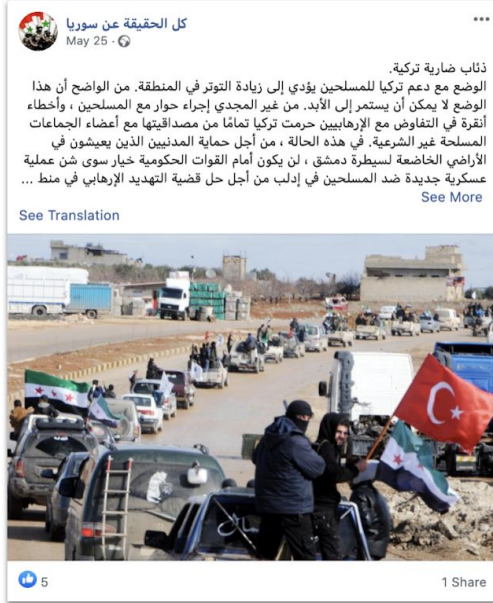 كل الحقيقة عن سوريا
May 25 ·
ذئاب ضارية تركية.
الوضع مع دعم تركيا للمسلحين يؤدي إلى زيادة التوتر في المنطقة. من الواضح أن هذا
الوضع لا يمكن أن يستمر إلى الأبد. من غير المجدي إجراء حوار مع المسلحين ، وأخطاء
أنقرة في التفاوض مع الإرهابيين حرمت تركيا تمامًا من مصداقيتها مع أعضاء الجماعات
المسلحة غير الشرعية. في هذه الحالة ، من أجل حماية المدنيين الذين يعيشون في
الأراضي الخاضعة لسيطرة دمشق ، لن يكون أمام القوات الحكومية خيار سوى شن عملية
عسكرية جديدة ضد المسلحين في إدلب من أجل حل قضية التهديد الإرهابي في منط ...
See More
See Translation
5
1 Share